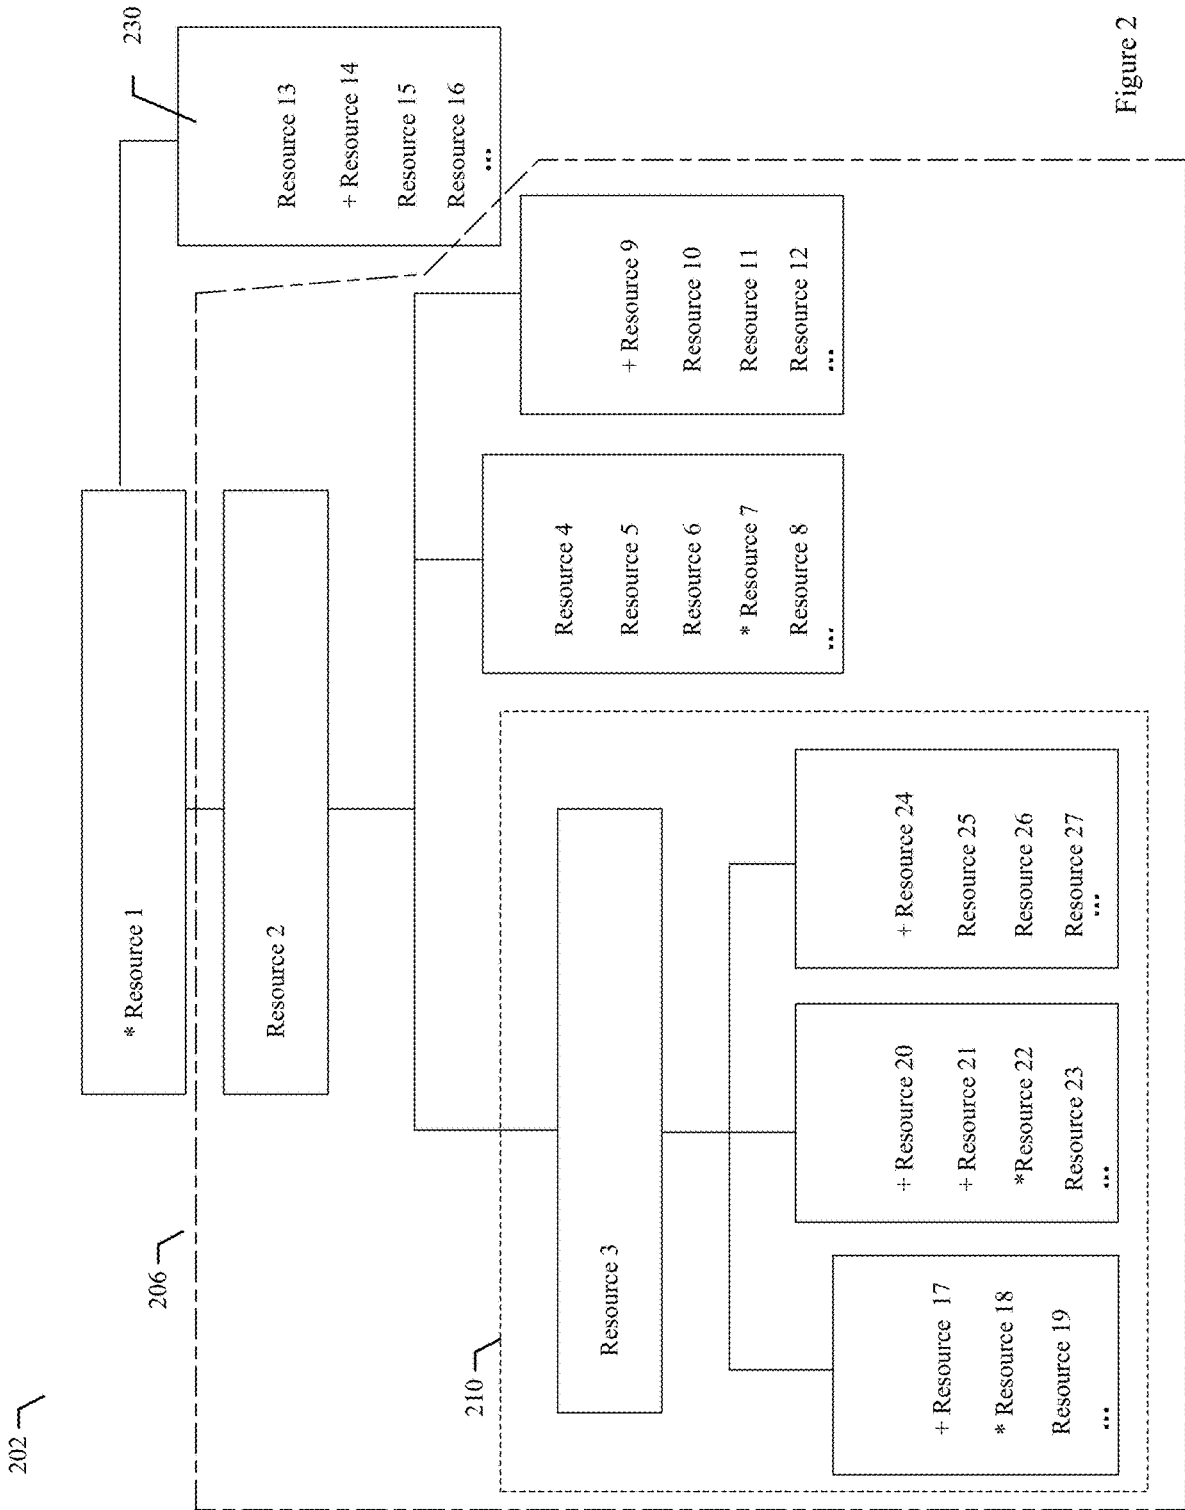 202
206
* Resource 1
230
Resource 2
Resource 13
+ Resource 14
Resource 15
Resource 16
...
210
Resource 3
Resource 4
Resource 5
Resource 6
* Resource 7
Resource 8
...
+ Resource 9
Resource 10
Resource 11
Resource 12
...
+ Resource 17
* Resource 18
Resource 19
...
+ Resource 20
+ Resource 21
*Resource 22
Resource 23
...
+ Resource 24
Resource 25
Resource 26
Resource 27
...
Figure 2